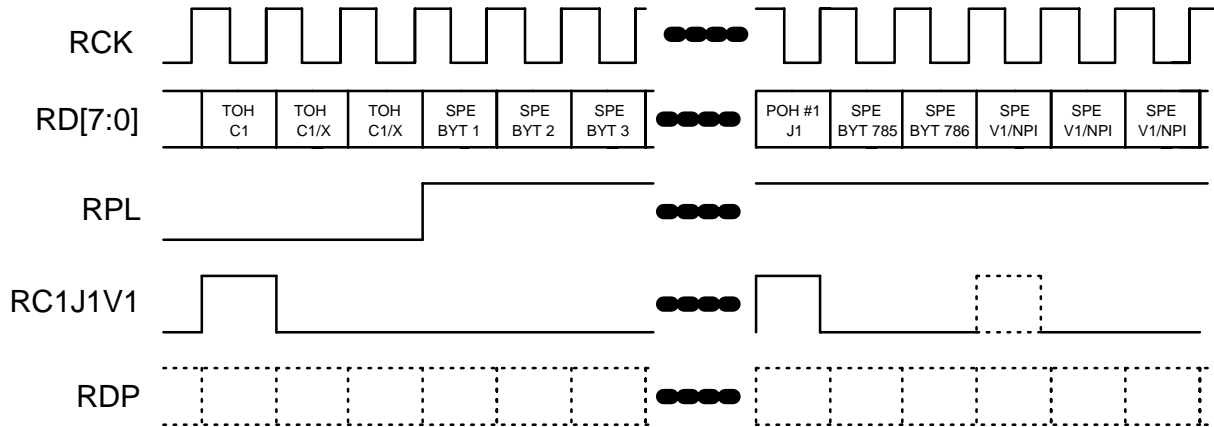 RCK
RD[7:0]
TOH C1
TOH C1/X
TOH C1/X
SPE BYT 1
SPE BYT 2
SPE BYT 3
POH #1 J1
SPE BYT 785
SPE BYT 786
SPE V1/NPI
SPE V1/NPI
SPE V1/NPI
RPL
RC1J1V1
RDP